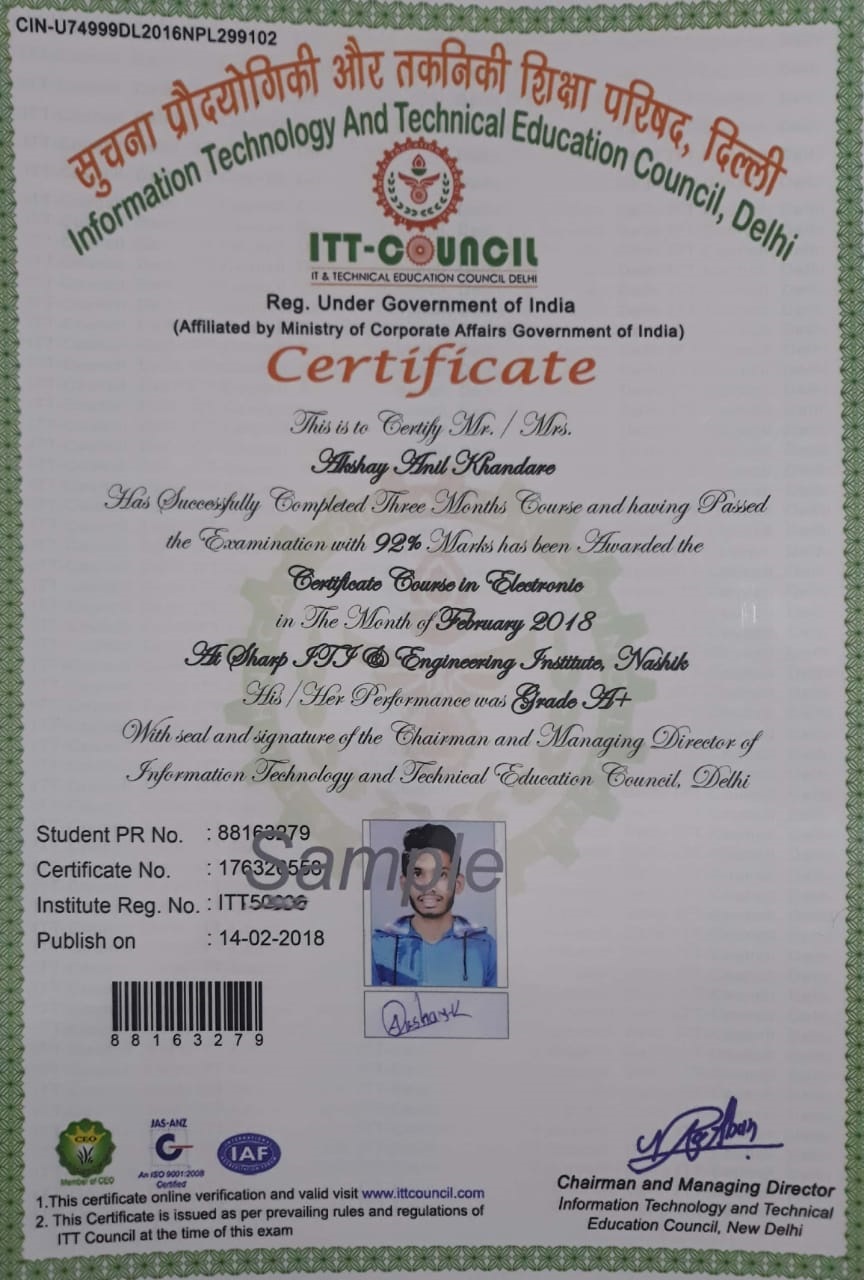 CIN-U74999DL2016NPL299102
सुचना प्रौदयोगिकी और तकनिकी शिक्षा परिषद, दिल्ली
Information Technology And Technical Education Council, Delhi
ITT-COUNCIL
IT & TECHNICAL EDUCATION COUNCIL DELHI
Reg. Under Government of India
(Affiliated by Ministry of Corporate Affairs Government of India)
Certificate
This is to Certify Mr. / Mrs.
Akshay Anil Khandare
Has Successfully Completed Three Months Course and having Passed
the Examination with 92% Marks has been Awarded the
Certificate Course in Electronic
in The Month of February 2018
At Sharp ITI & Engineering Institute, Nashik
His / Her Performance was Grade A+
With seal and signature of the Chairman and Managing Director of
Information Technology and Technical Education Council, Delhi
Student PR No. : 88163279
Certificate No. :
Institute Reg. No. :
Publish on : 14-02-2018
Sample
AkshayK
88163279
CEO
Member of CEO
JAS-ANZ
An ISO 9001:2008
Certified
IAF
1.This certificate online verification and valid visit www.ittcouncil.com
2. This Certificate is issued as per prevailing rules and regulations of
ITT Council at the time of this exam
Chairman and Managing Director
Information Technology and Technical
Education Council, New Delhi